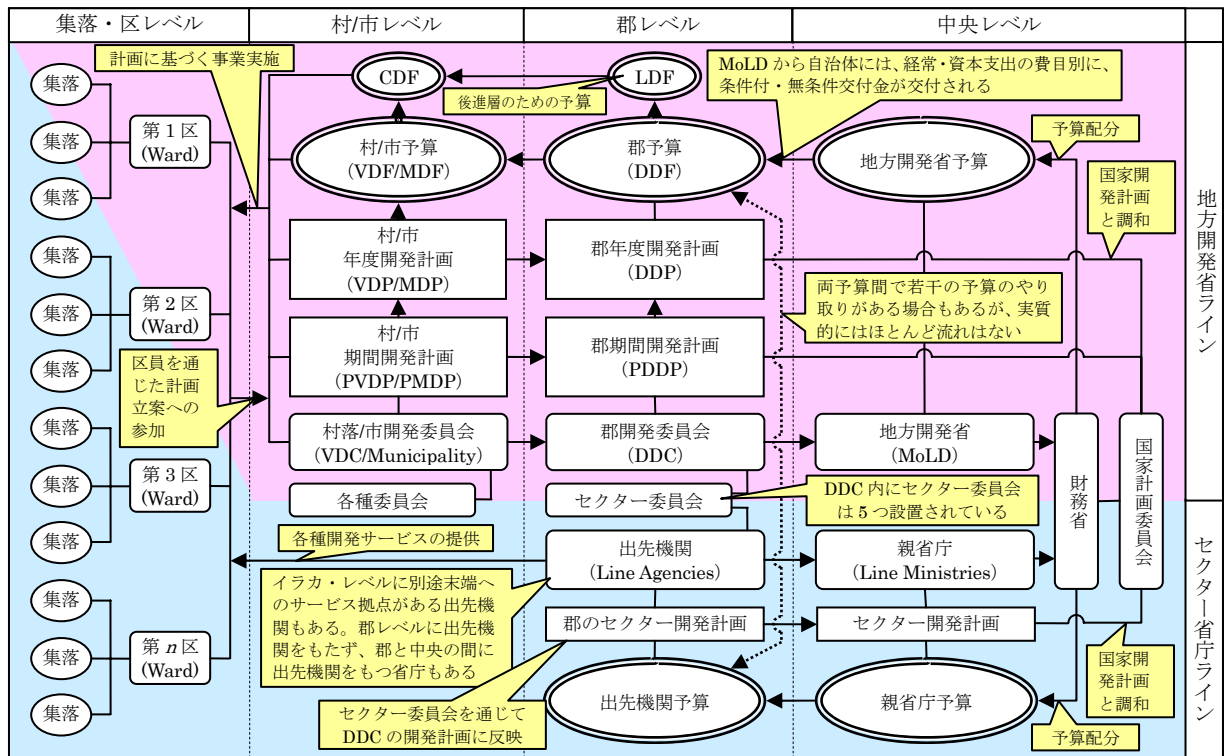 集落・区レベル
村/市レベル
郡レベル
中央レベル
計画に基づく事業実施
集落
集落
集落
第 1 区
(Ward)
集落
集落
集落
第 2 区
(Ward)
区員を通
じた計画
立案への
参加
集落
集落
集落
第 3 区
(Ward)
集落
集落
集落
第 n 区
(Ward)
CDF
LDF
後進層のための予算
MoLD から自治体には、経常・資本支出の費目別に、
条件付・無条件交付金が交付される
村/市予算
(VDF/MDF)
郡予算
(DDF)
地方開発省予算
予算配分
国家開
発計画
と調和
村/市
年度開発計画
(VDP/MDP)
郡年度開発計画
(DDP)
両予算間で若干の予算のやり
取りがある場合もあるが、実質
的にはほとんど流れはない
村/市
期間開発計画
(PVDP/PMDP)
郡期間開発計画
(PDDP)
村落/市開発委員会
(VDC/Municipality)
郡開発委員会
(DDC)
地方開発省
(MoLD)
各種委員会
セクター委員会
DDC 内にセクター委員会
は 5 つ設置されている
財務省
国家計画委員会
各種開発サービスの提供
出先機関
(Line Agencies)
親省庁
(Line Ministries)
イラカ・レベルに別途末端へ
のサービス拠点がある出先機
関もある。郡レベルに出先機
関をもたず、郡と中央の間に
出先機関をもつ省庁もある
郡のセクター開発計画
セクター開発計画
国家開
発計画
と調和
出先機関予算
親省庁予算
セクター委員会を通じて
DDC の開発計画に反映
予算配分
地方開発省ライン
セクター省庁ライン